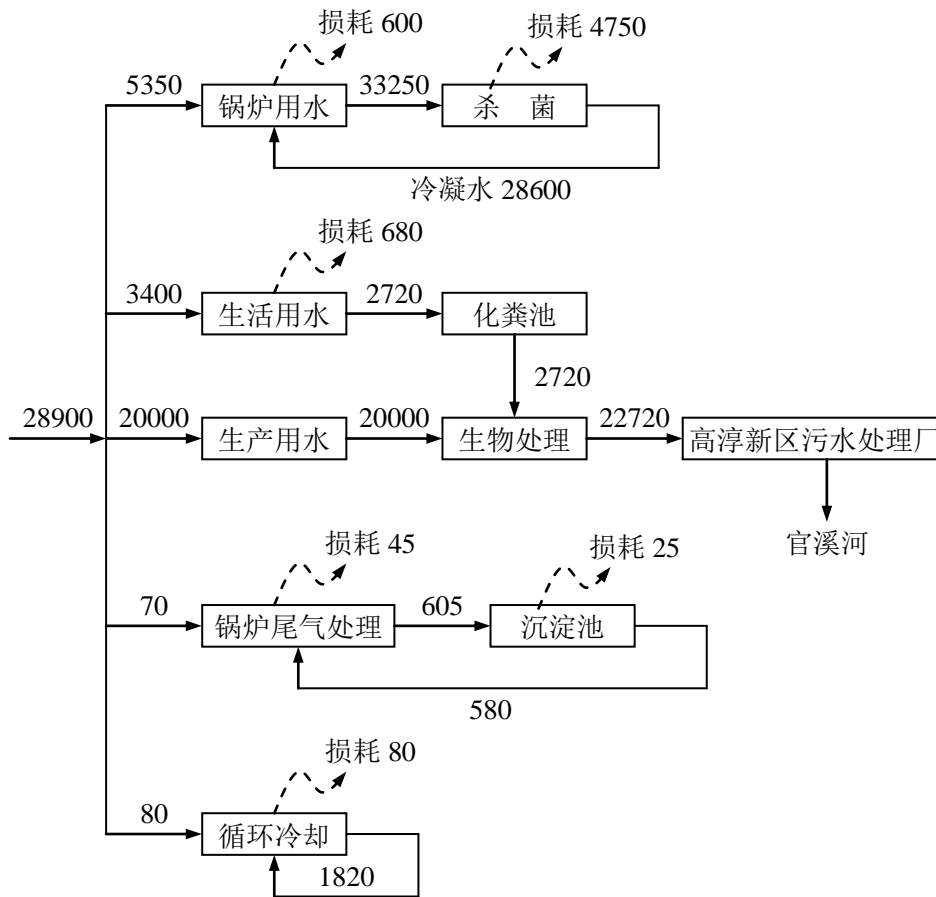 损耗 600
损耗 4750
5350
锅炉用水
33250
杀 菌
冷凝水 28600
损耗 680
3400
生活用水
2720
化粪池
2720
28900
20000
生产用水
20000
生物处理
22720
高淳新区污水处理厂
官溪河
损耗 45
损耗 25
70
锅炉尾气处理
605
沉淀池
580
损耗 80
80
循环冷却
1820